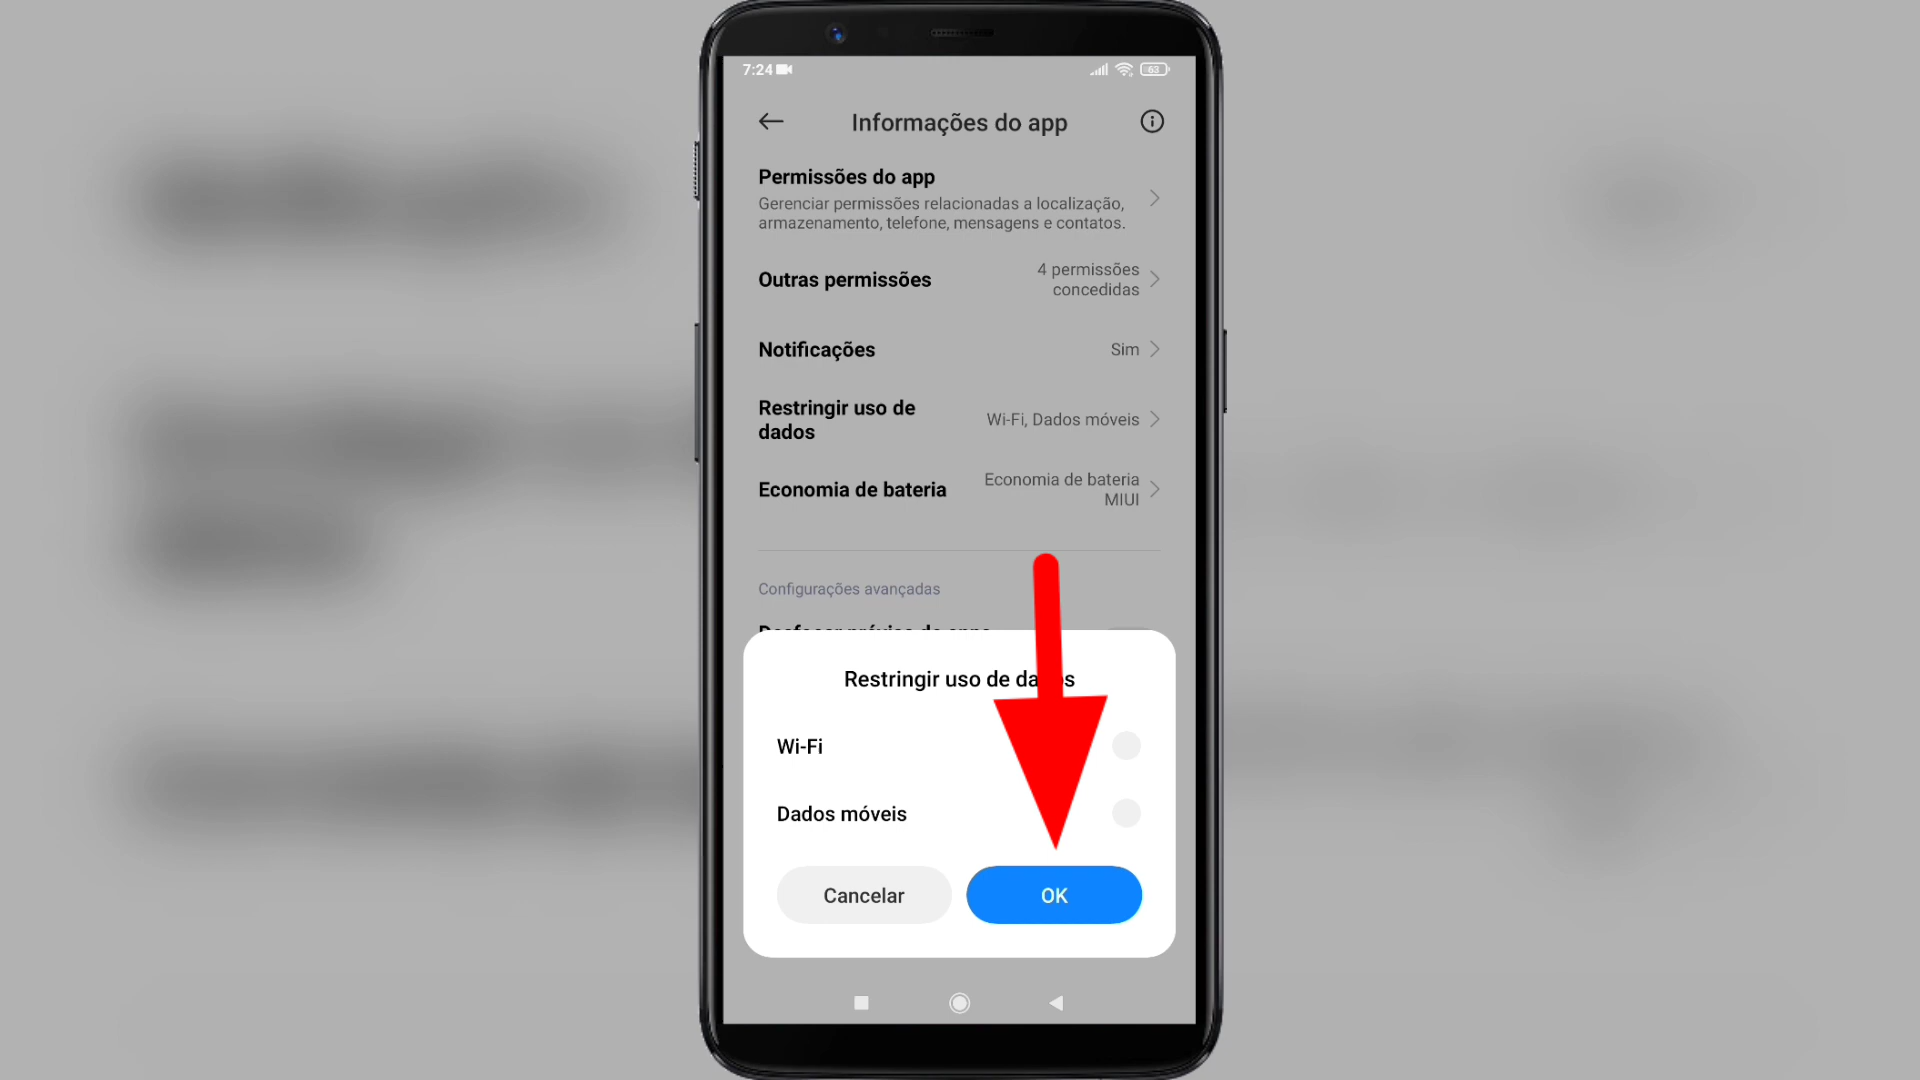 7:24
63
Informações do app
Permissões do app
Gerenciar permissões relacionadas a localização,
armazenamento, telefone, mensagens e contatos.
Outras permissões
4 permissões
concedidas
Notificações
Sim
Restringir uso de
dados
Wi-Fi, Dados móveis
Economia de bateria
Economia de bateria
MIUI
Configurações avançadas
Restringir uso de
Wi-Fi
Dados móveis
Cancelar
OK